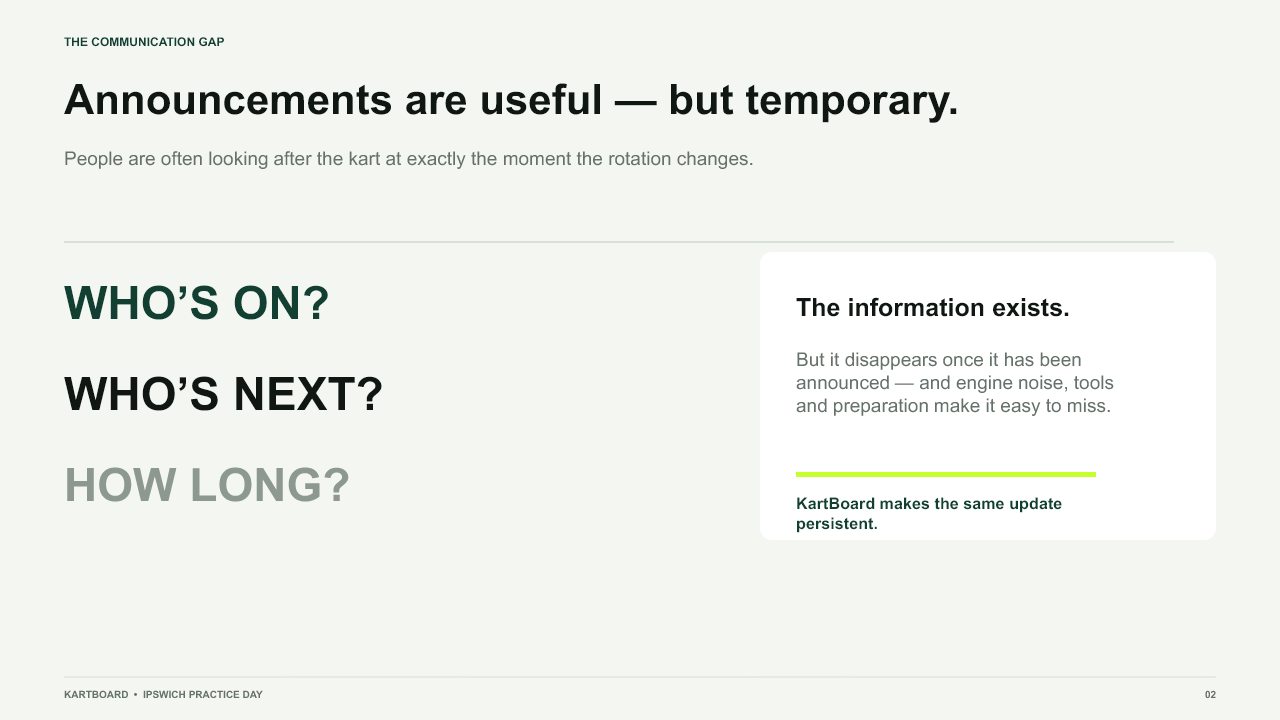 THE COMMUNICATION GAP
Announcements are useful — but temporary.
People are often looking after the kart at exactly the moment the rotation changes.
WHO’S ON?
WHO’S NEXT?
HOW LONG?
The information exists.
But it disappears once it has been
announced — and engine noise, tools
and preparation make it easy to miss.
KartBoard makes the same update
persistent.
KARTBOARD • IPSWICH PRACTICE DAY
02